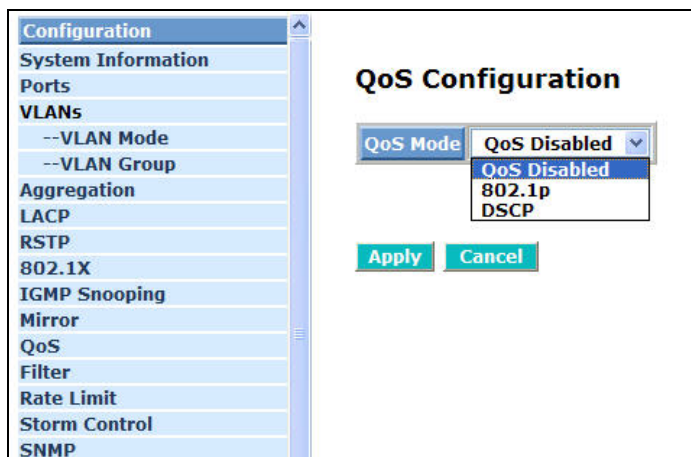 Configuration
System Information
Ports
VLANs
--VLAN Mode
--VLAN Group
Aggregation
LACP
RSTP
802.1X
IGMP Snooping
Mirror
QoS
Filter
Rate Limit
Storm Control
SNMP
QoS Configuration
QoS Mode QoS Disabled
QoS Disabled
802.1p
DSCP
Apply Cancel